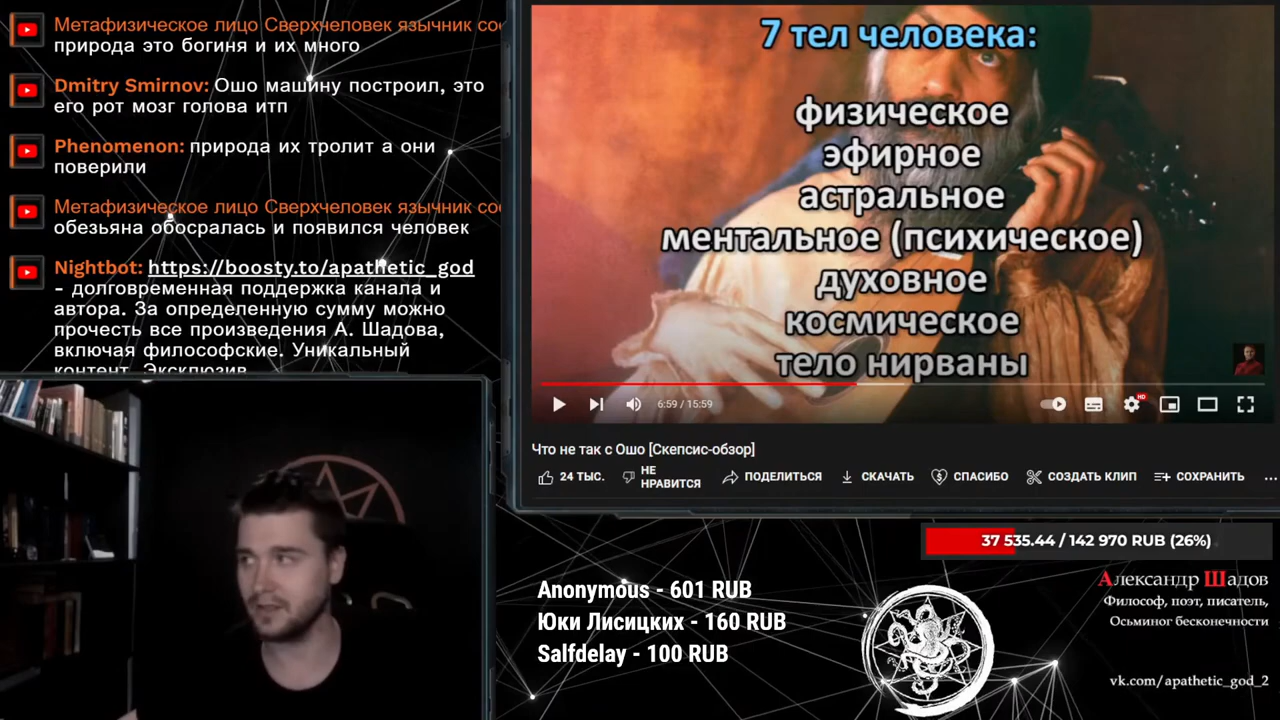 Метафизическое лицо Сверхчеловек язычник
природа это богиня и их много
Dmitry Smirnov: Ошо машину построил, это
его рот мозг голова итп
Phenomenon: природа их тролит а они
поверили
Метафизическое лицо Сверхчеловек язычник
обезьяна обосралась и появился человек
Nightbot: https://boosty.to/apathetic_god
- долговременная поддержка канала и
автора. За определенную сумму можно
прочесть все произведения А. Шадова,
включая философские. Уникальный
контент. Эксклюзив
7 тел человека:
физическое
эфирное
астральное
ментальное (психическое)
духовное
космическое
тело нирваны
6:59 / 15:59
HD
Что не так с Ошо [Скепсис-обзор]
24 ТЫС.
НЕ
НРАВИТСЯ
ПОДЕЛИТЬСЯ
СКАЧАТЬ
СПАСИБО
СОЗДАТЬ КЛИП
СОХРАНИТЬ
...
37 535.44 / 142 970 RUB (26%)
Anonymous - 601 RUB
Юки Лисицких - 160 RUB
Salfdelay - 100 RUB
Александр Шадов
Философ, поэт, писатель,
Осьминог бесконечности
vk.com/apathetic_god_2